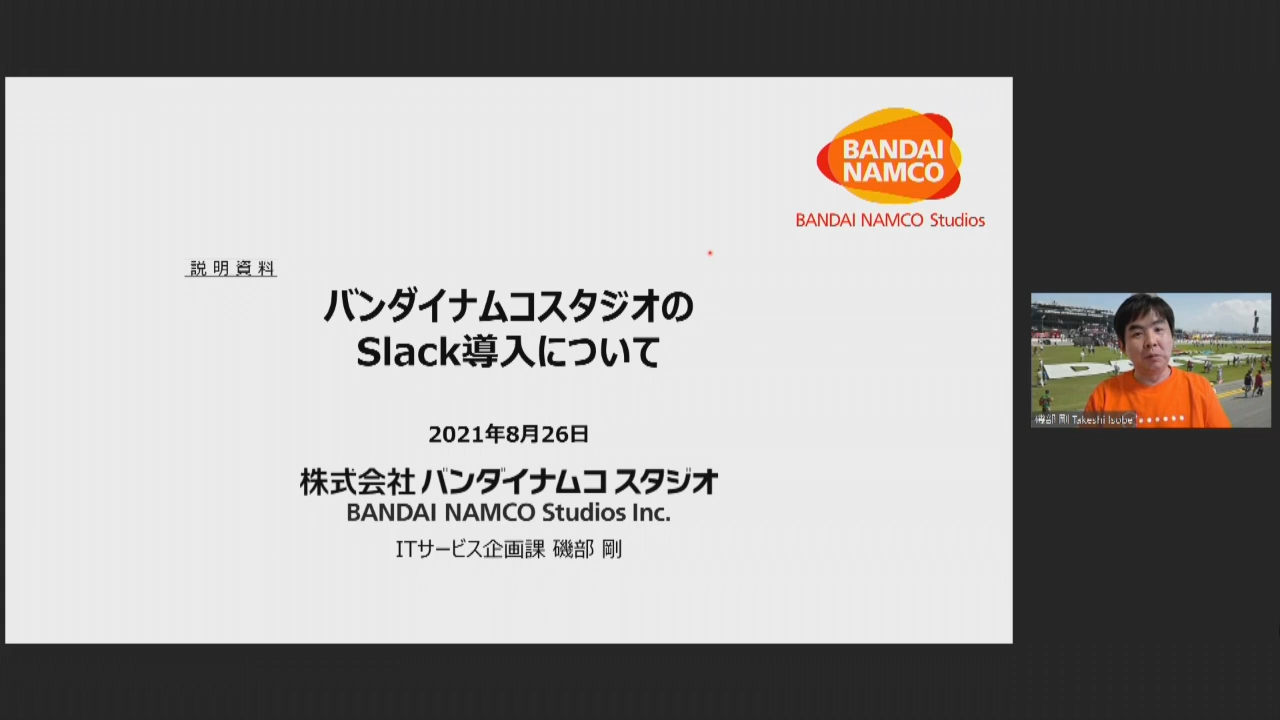 BANDAI
NAMCO
BANDAI NAMCO Studios
説明資料
バンダイナムコスタジオの
Slack導入について
2021年8月26日
株式会社 バンダイナムコ スタジオ
BANDAI NAMCO Studios Inc.
ITサービス企画課 磯部 剛
磯部 剛 Takeshi Isobe